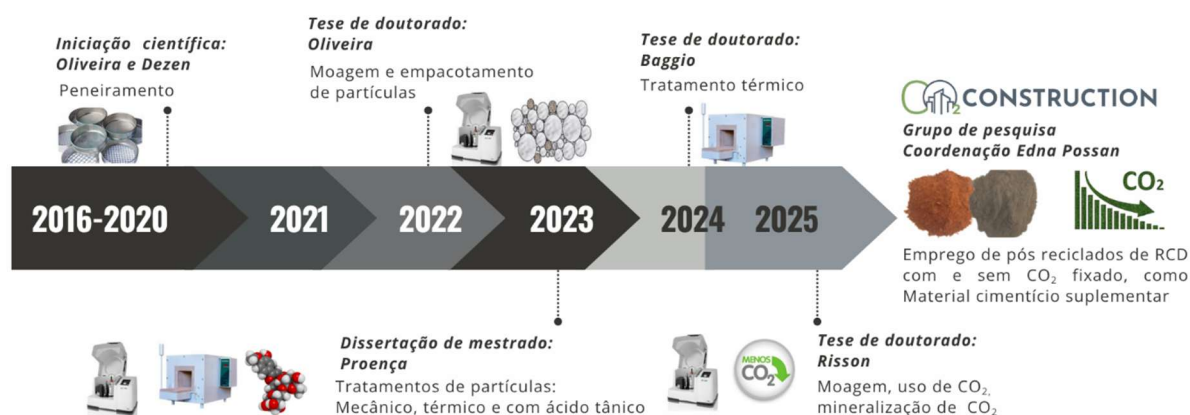 Iniciação científica:
Oliveira e Dezen
Peneiramento
Tese de doutorado:
Oliveira
Moagem e empacotamento
de partículas
Tese de doutorado:
Baggio
Tratamento térmico
CO2CONSTRUCTION
Grupo de pesquisa
Coordenação Edna Possan
CO₂
Emprego de pós reciclados de RCD
com e sem CO₂ fixado, como
Material cimentício suplementar
2016-2020
2021
2022
2023
2024
2025
Dissertação de mestrado:
Proença
Tratamentos de partículas:
Mecânico, térmico e com ácido tânico
MENOS
CO₂
Tese de doutorado:
Risson
Moagem, uso de CO₂,
mineralização de CO₂